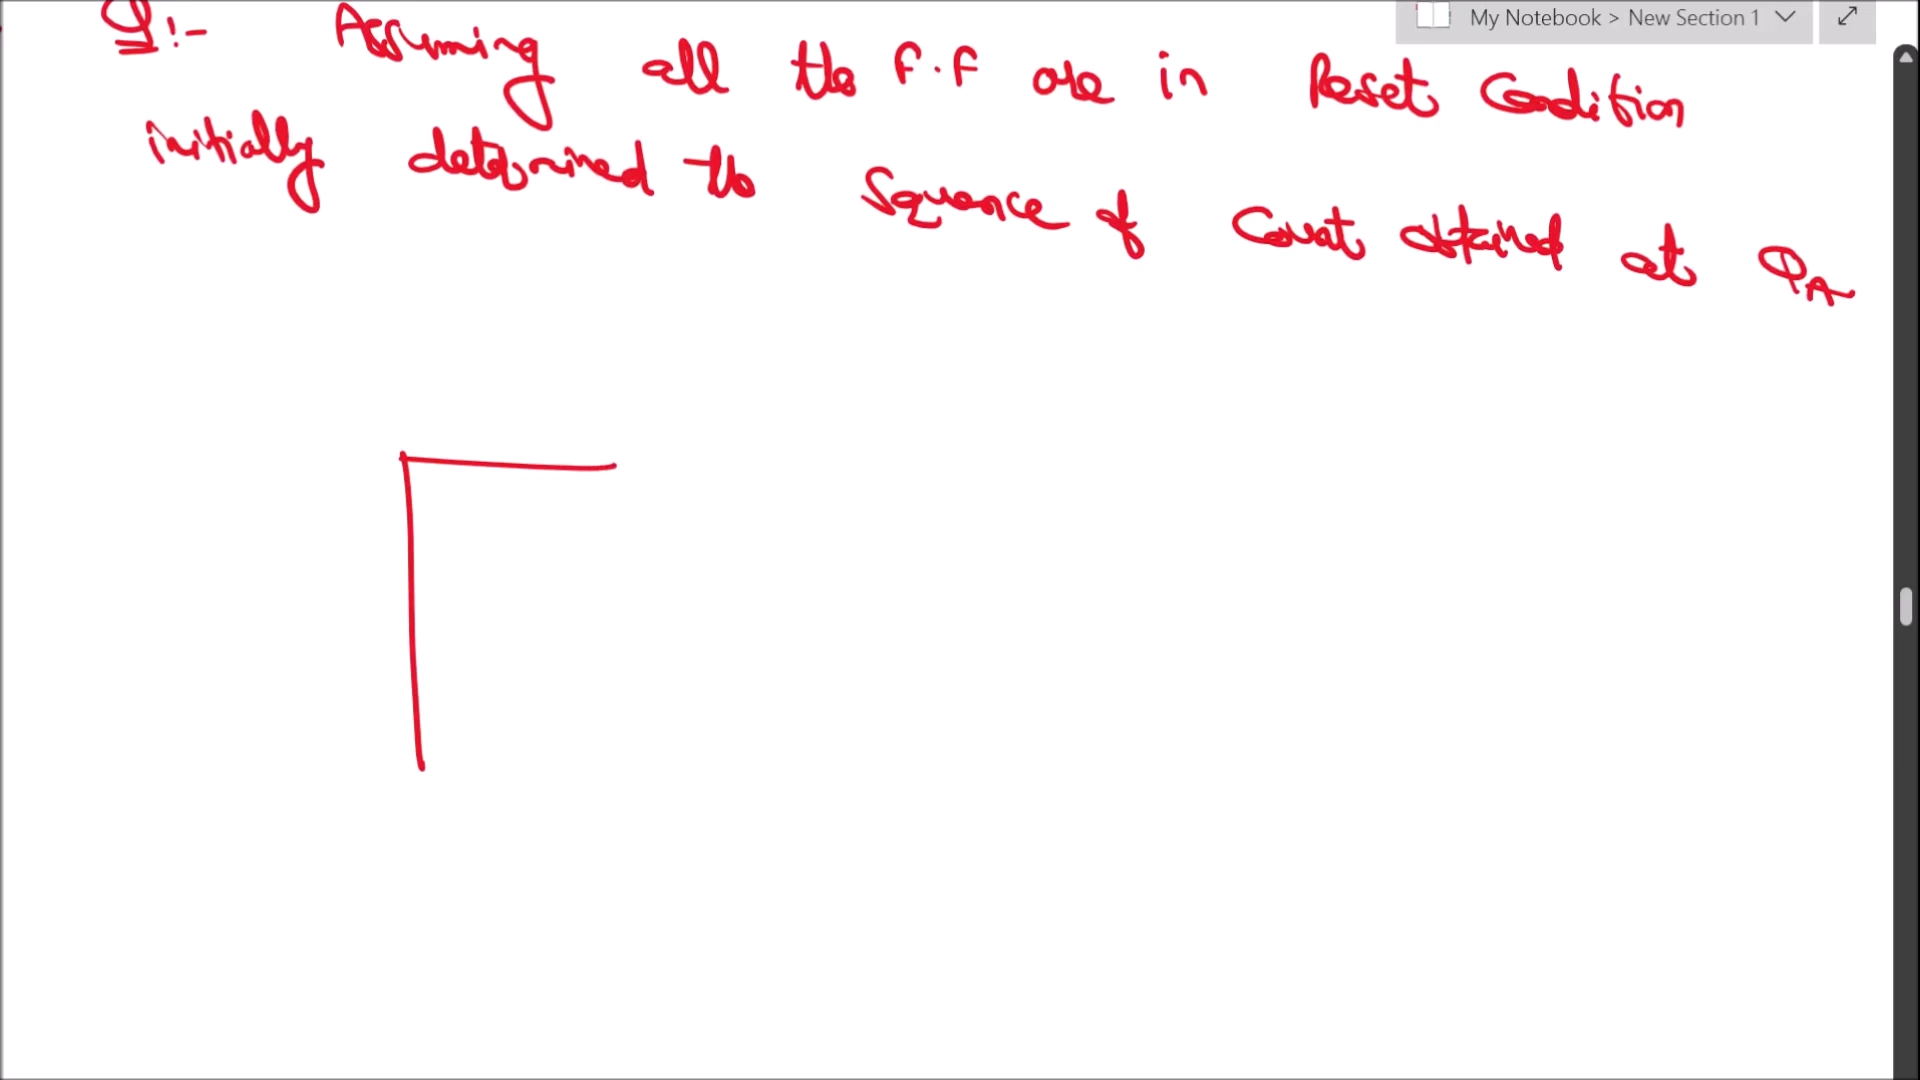 My Notebook > New Section 1
Q!- Assuming all the F.F are in Reset Condition
initially determined the Squence of Count obtained at QA